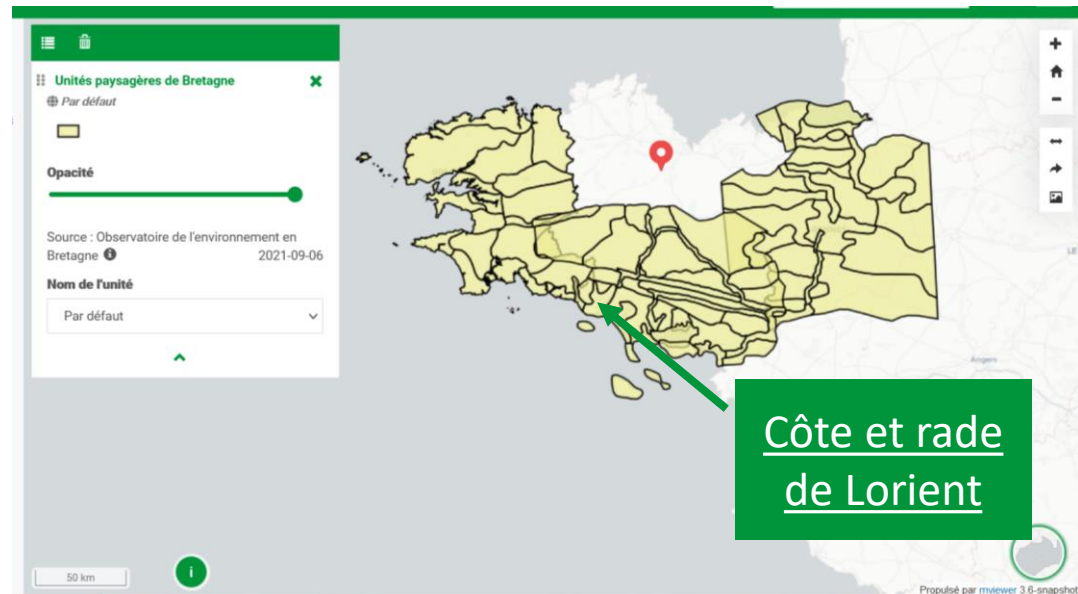 Unités paysagères de Bretagne
Par défaut
Opacité
Source : Observatoire de l'environnement en
Bretagne
2021-09-06
Nom de l'unité
Par défaut
LE
Angers
Côte et rade
de Lorient
50 km
i
Propulsé par mviewer 3.6-snapshot